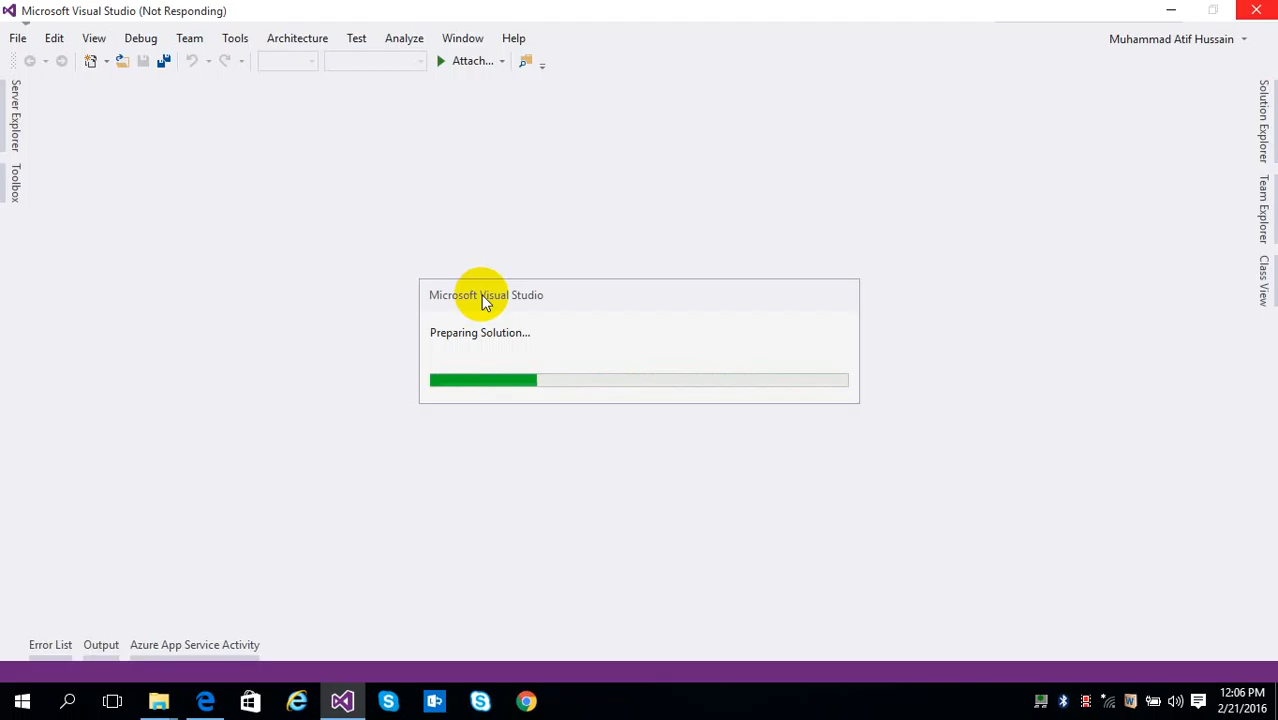 Microsoft Visual Studio (Not Responding)
File Edit View Debug Team Tools Architecture Test Analyze Window Help
Muhammad Atif Hussain
Attach...
Server Explorer
Toolbox
Solution Explorer
Team Explorer
Class View
Microsoft Visual Studio
Preparing Solution...
Error List Output Azure App Service Activity
12:06 PM
2/21/2016